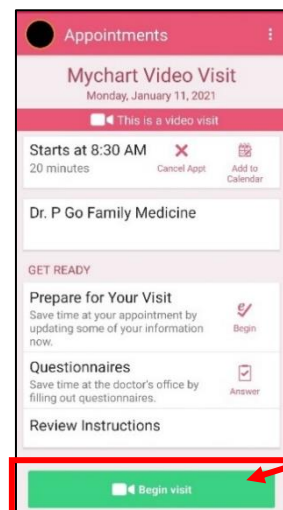 Appointments
Mychart Video Visit
Monday, January 11, 2021
This is a video visit
Starts at 8:30 AM
20 minutes
Cancel Appt
Add to
Calendar
Dr. P Go Family Medicine
GET READY
Prepare for Your Visit
Save time at your appointment by
updating some of your information
now.
Begin
Questionnaires
Save time at the doctor's office by
filling out questionnaires.
Answer
Review Instructions
Begin visit